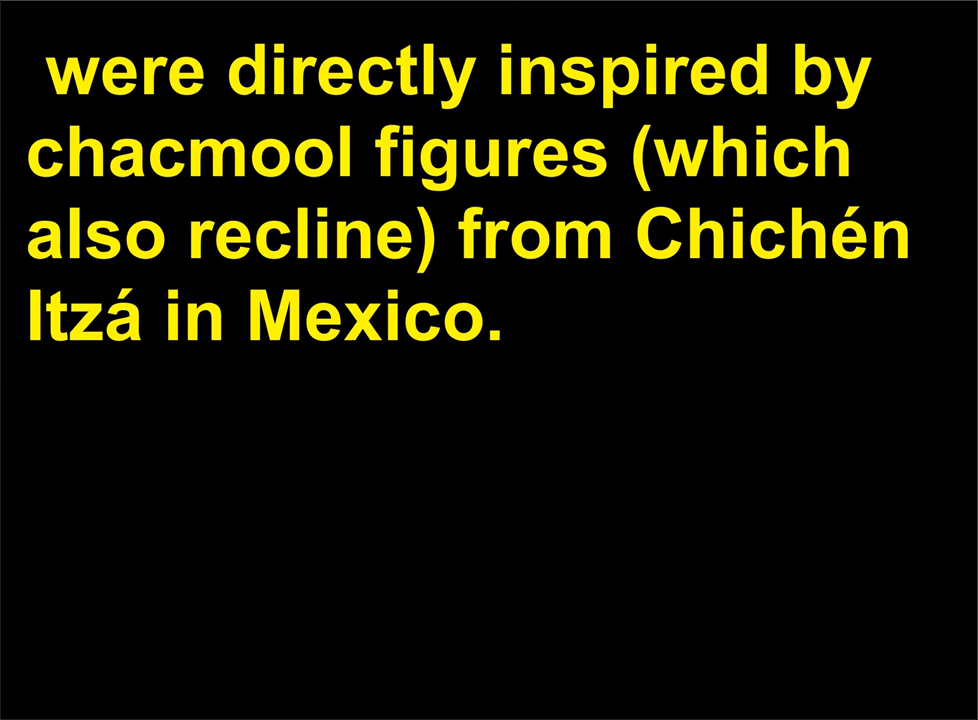 were directly inspired by
chacmool figures (which
also recline) from Chichén
Itzá in Mexico.